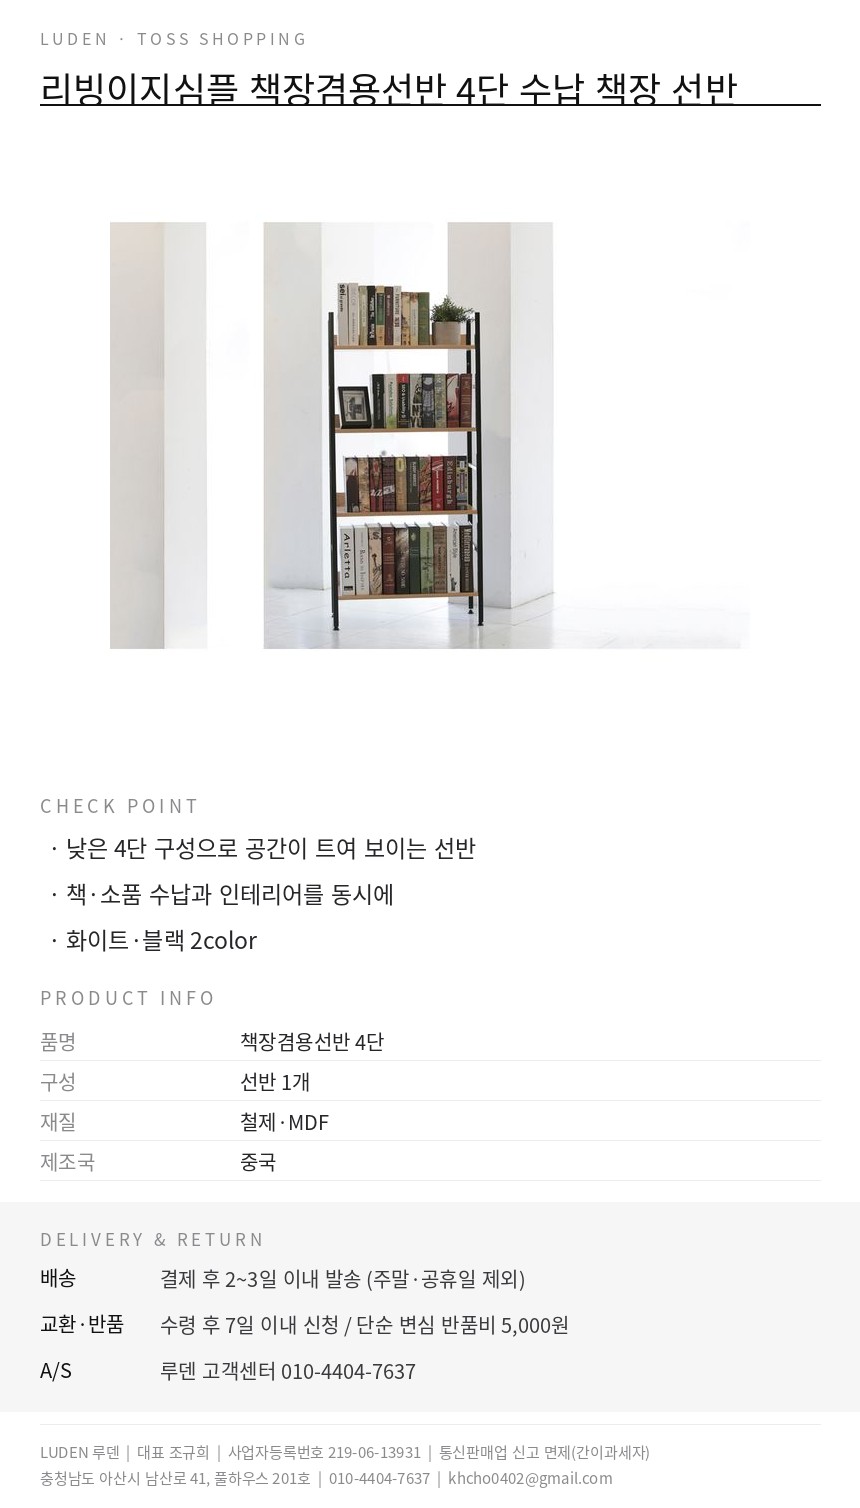 LUDEN · TOSS SHOPPING
리빙이지심플 책장겸용선반 4단 수납 책장 선반
Edinburgh
Arletta
American Style
Mediterranean
CHECK POINT
· 낮은 4단 구성으로 공간이 트여 보이는 선반
· 책·소품 수납과 인테리어를 동시에
· 화이트·블랙 2color
PRODUCT INFO
품명 책장겸용선반 4단
구성 선반 1개
재질 철제·MDF
제조국 중국
DELIVERY & RETURN
배송 결제 후 2~3일 이내 발송 (주말·공휴일 제외)
교환·반품 수령 후 7일 이내 신청 / 단순 변심 반품비 5,000원
A/S 루덴 고객센터 010-4404-7637
LUDEN 루덴 | 대표 조규희 | 사업자등록번호 219-06-13931 | 통신판매업 신고 면제(간이과세자)
충청남도 아산시 남산로 41, 풀하우스 201호 | 010-4404-7637 | khcho0402@gmail.com